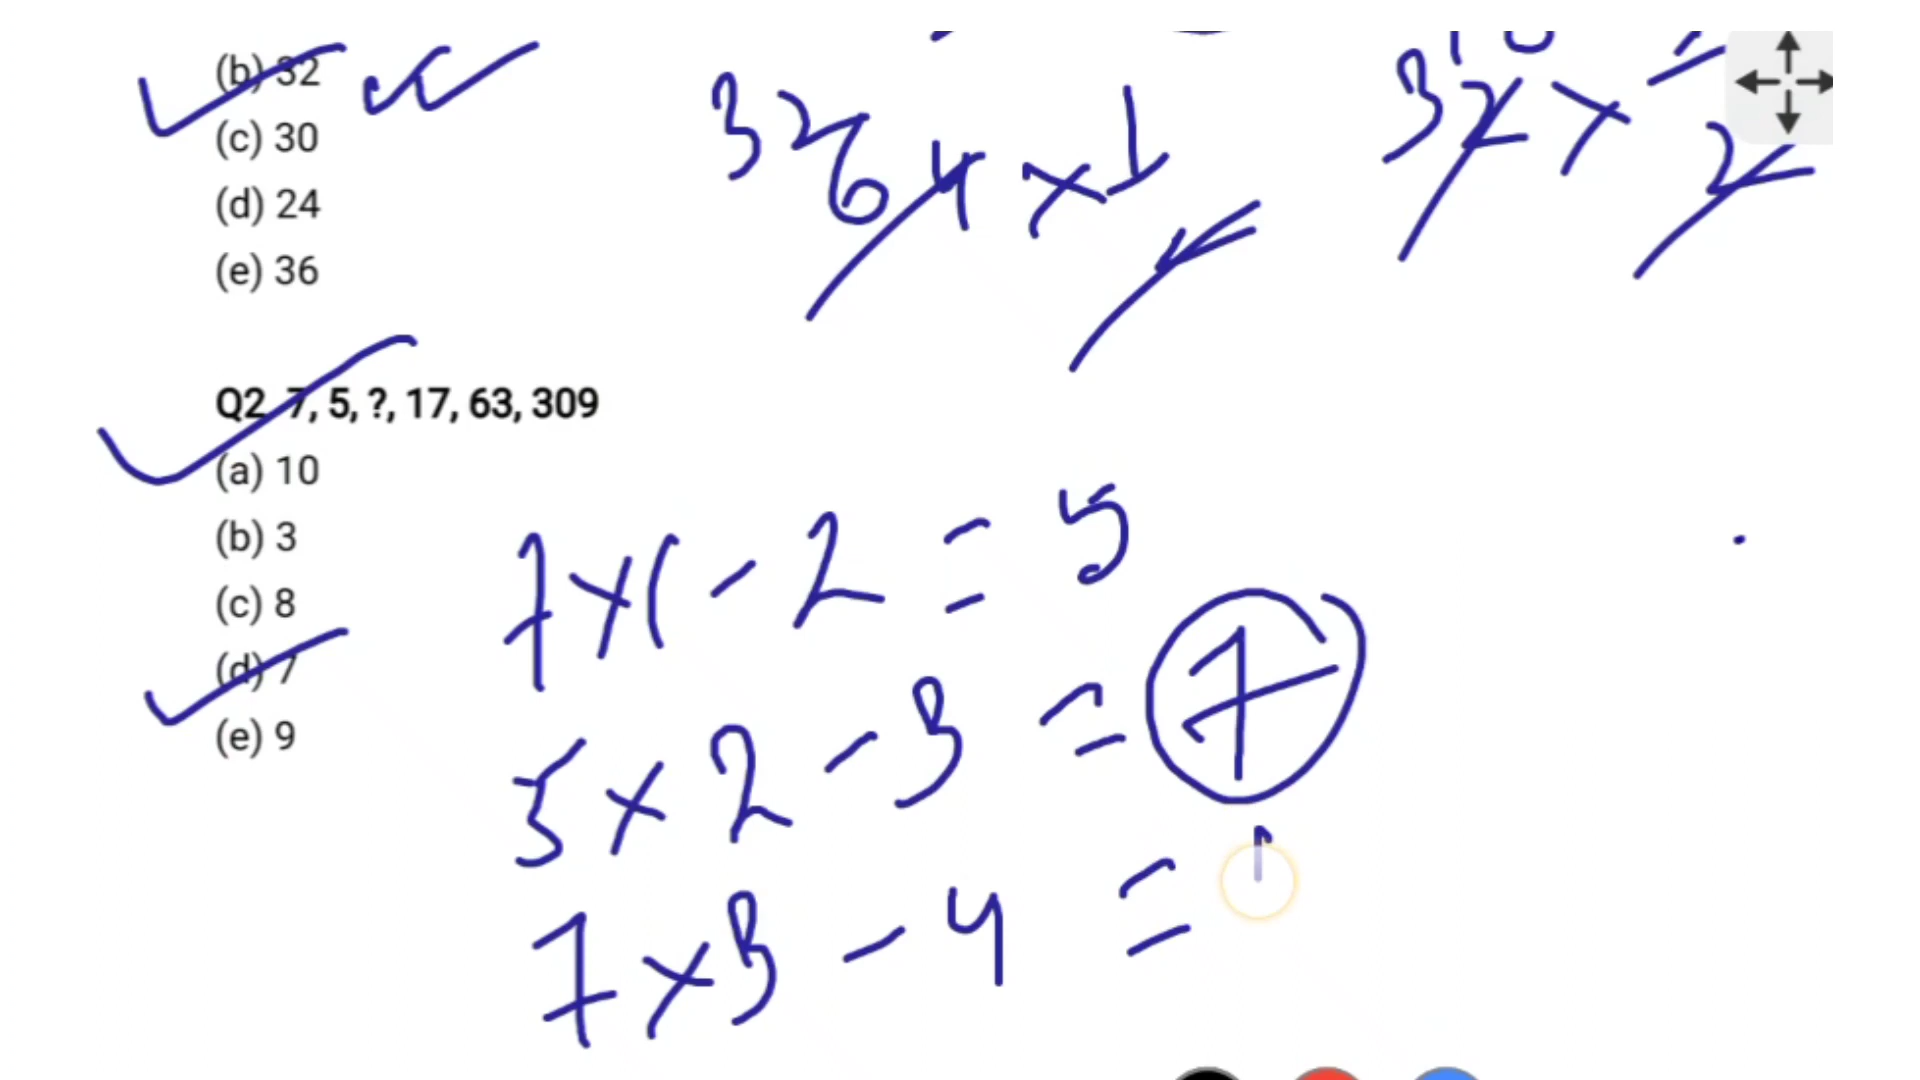 (b) 32
(c) 30
(d) 24
(e) 36
Q2 7, 5, ?, 17, 63, 309
(a) 10
(b) 3
(c) 8
(d) 7
(e) 9
7 x 1 - 2 = 5
5 x 2 - 3 = 7
7 x 3 - 4 = 1